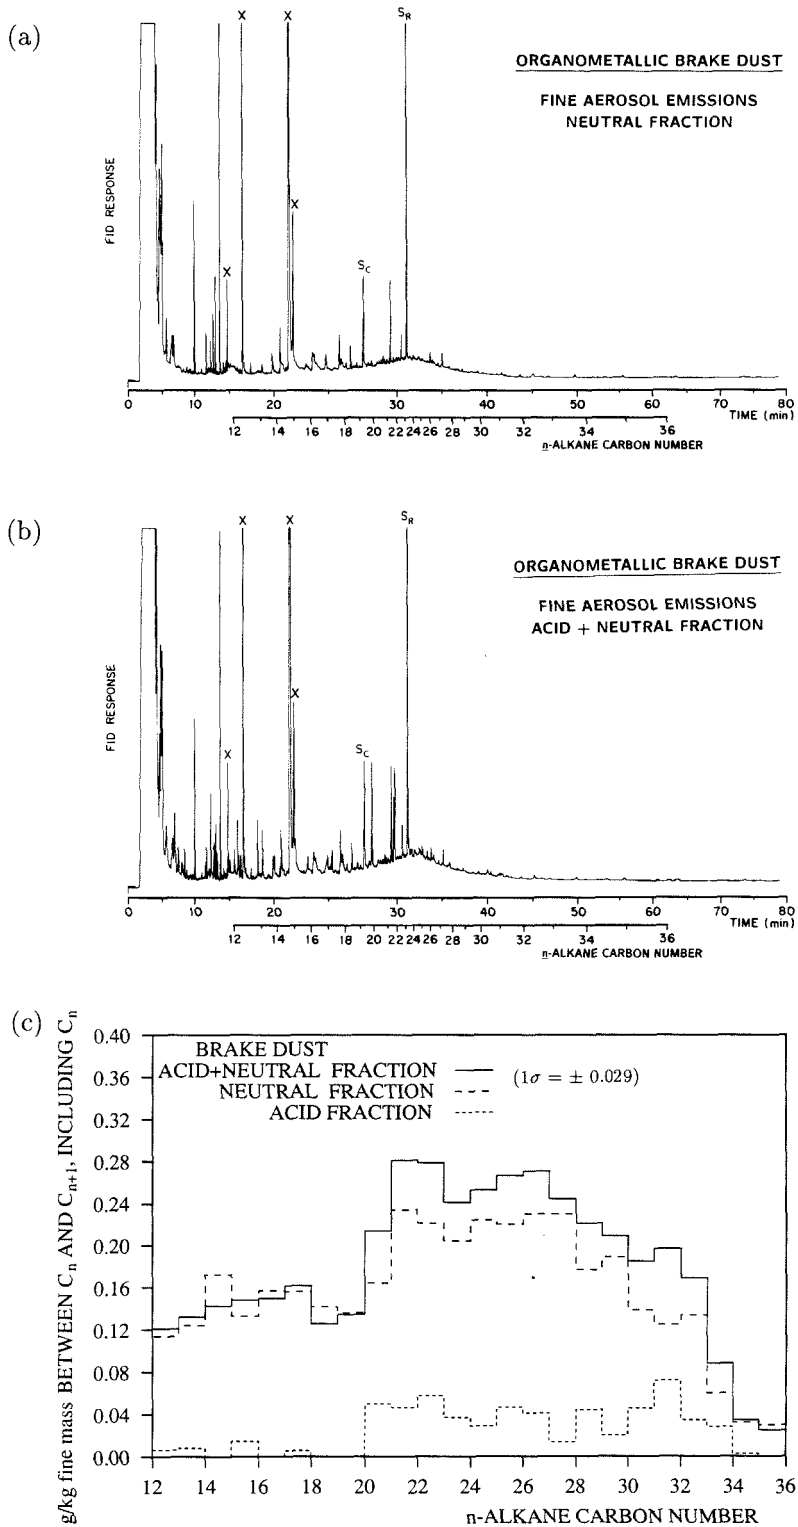 (a)
X
X
S_R
ORGANOMETALLIC BRAKE DUST
FINE AEROSOL EMISSIONS
NEUTRAL FRACTION
FID RESPONSE
X
X
S_C
0 10 20 30 40 50 60 70 80
TIME (min)
12 14 16 18 20 22 24 26 28 30 32 34 36
n-ALKANE CARBON NUMBER
(b)
X
X
S_R
ORGANOMETALLIC BRAKE DUST
FINE AEROSOL EMISSIONS
ACID + NEUTRAL FRACTION
FID RESPONSE
X
X
S_C
0 10 20 30 40 50 60 70 80
TIME (min)
12 14 16 18 20 22 24 26 28 30 32 34 36
n-ALKANE CARBON NUMBER
(c)
g/kg fine mass BETWEEN C_n AND C_{n+1}, INCLUDING C_n
0.40
0.36
0.32
0.28
0.24
0.20
0.16
0.12
0.08
0.04
0.00
BRAKE DUST
ACID+NEUTRAL FRACTION
(1σ = ± 0.029)
NEUTRAL FRACTION
ACID FRACTION
12 14 16 18 20 22 24 26 28 30 32 34 36
n-ALKANE CARBON NUMBER